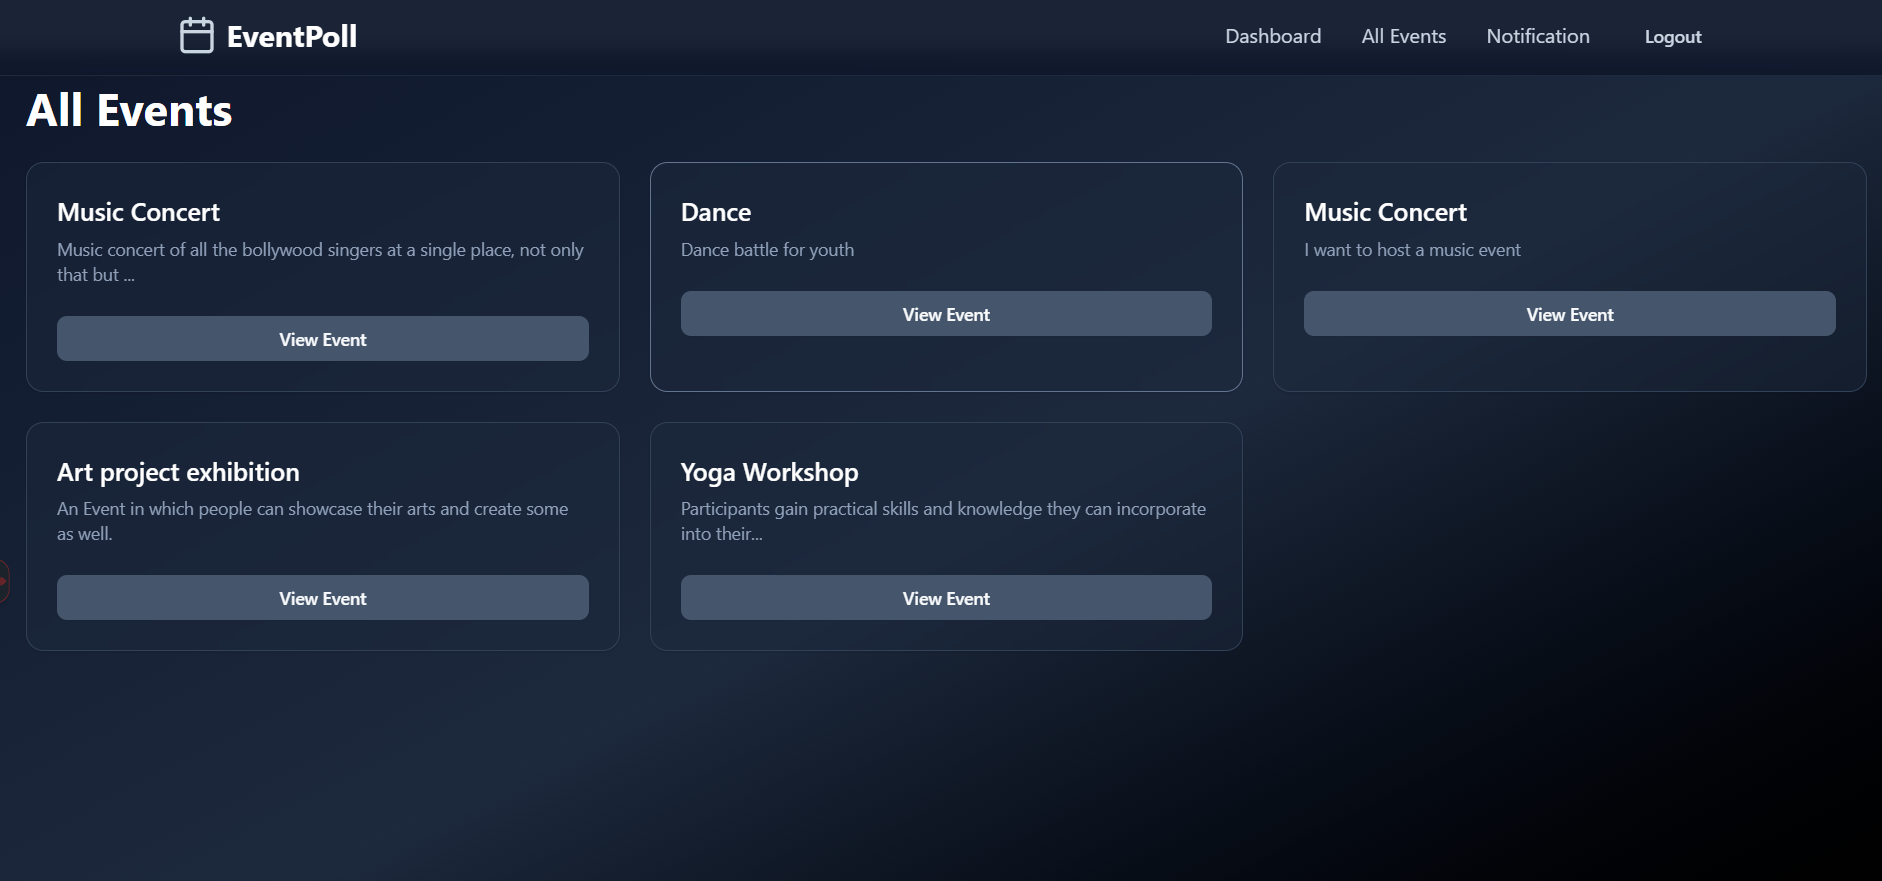 EventPoll
Dashboard
All Events
Notification
Logout
All Events
Music Concert
Music concert of all the bollywood singers at a single place, not only
that but ...
View Event
Dance
Dance battle for youth
View Event
Music Concert
I want to host a music event
View Event
Art project exhibition
An Event in which people can showcase their arts and create some
as well.
View Event
Yoga Workshop
Participants gain practical skills and knowledge they can incorporate
into their...
View Event